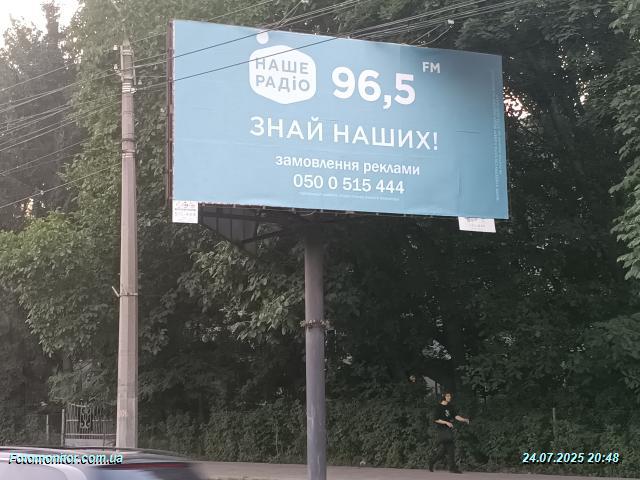 НАШЕ
РАДІО
96,5 FM
ЗНАЙ НАШИХ!
замовлення реклами
050 0 515 444
Fotomonitor.com.ua
24.07.2025 20:48